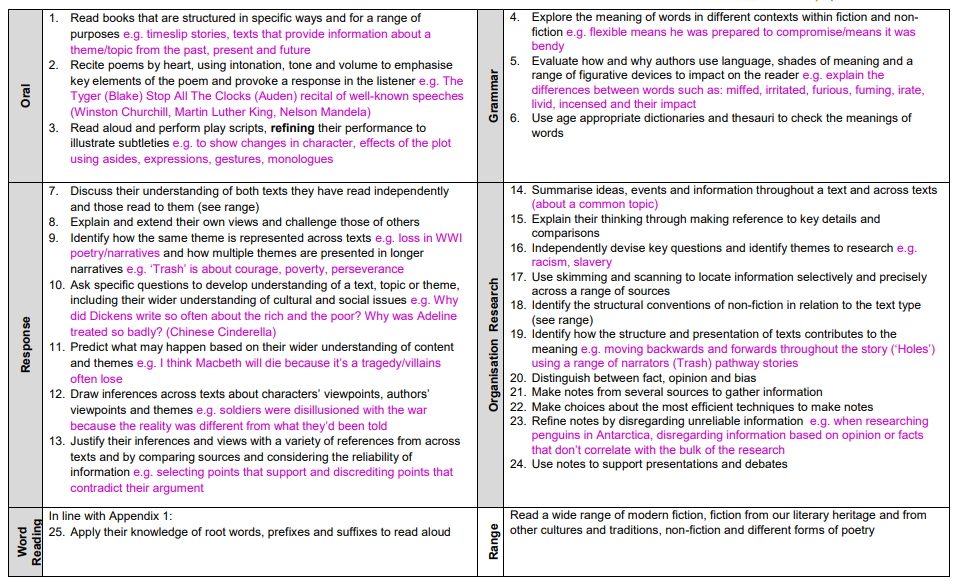 Oral
1. Read books that are structured in specific ways and for a range of
purposes e.g. timeslip stories, texts that provide information about a
theme/topic from the past, present and future
2. Recite poems by heart, using intonation, tone and volume to emphasise
key elements of the poem and provoke a response in the listener e.g. The
Tyger (Blake) Stop All The Clocks (Auden) recital of well-known speeches
(Winston Churchill, Martin Luther King, Nelson Mandela)
3. Read aloud and perform play scripts, refining their performance to
illustrate subtleties e.g. to show changes in character, effects of the plot
using asides, expressions, gestures, monologues
Grammar
4. Explore the meaning of words in different contexts within fiction and non-
fiction e.g. flexible means he was prepared to compromise/means it was
bendy
5. Evaluate how and why authors use language, shades of meaning and a
range of figurative devices to impact on the reader e.g. explain the
differences between words such as: miffed, irritated, furious, fuming, irate,
livid, incensed and their impact
6. Use age appropriate dictionaries and thesauri to check the meanings of
words
Response
7. Discuss their understanding of both texts they have read independently
and those read to them (see range)
8. Explain and extend their own views and challenge those of others
9. Identify how the same theme is represented across texts e.g. loss in WWI
poetry/narratives and how multiple themes are presented in longer
narratives e.g. ‘Trash’ is about courage, poverty, perseverance
10. Ask specific questions to develop understanding of a text, topic or theme,
including their wider understanding of cultural and social issues e.g. Why
did Dickens write so often about the rich and the poor? Why was Adeline
treated so badly? (Chinese Cinderella)
11. Predict what may happen based on their wider understanding of content
and themes e.g. I think Macbeth will die because it’s a tragedy/villains
often lose
12. Draw inferences across texts about characters’ viewpoints, authors’
viewpoints and themes e.g. soldiers were disillusioned with the war
because the reality was different from what they’d been told
13. Justify their inferences and views with a variety of references from across
texts and by comparing sources and considering the reliability of
information e.g. selecting points that support and discrediting points that
contradict their argument
Organisation Research
14. Summarise ideas, events and information throughout a text and across texts
(about a common topic)
15. Explain their thinking through making reference to key details and
comparisons
16. Independently devise key questions and identify themes to research e.g.
racism, slavery
17. Use skimming and scanning to locate information selectively and precisely
across a range of sources
18. Identify the structural conventions of non-fiction in relation to the text type
(see range)
19. Identify how the structure and presentation of texts contributes to the
meaning e.g. moving backwards and forwards throughout the story (‘Holes’)
using a range of narrators (Trash) pathway stories
20. Distinguish between fact, opinion and bias
21. Make notes from several sources to gather information
22. Make choices about the most efficient techniques to make notes
23. Refine notes by disregarding unreliable information e.g. when researching
penguins in Antarctica, disregarding information based on opinion or facts
that don’t correlate with the bulk of the research
24. Use notes to support presentations and debates
Word
Reading
In line with Appendix 1:
25. Apply their knowledge of root words, prefixes and suffixes to read aloud
Range
Read a wide range of modern fiction, fiction from our literary heritage and from
other cultures and traditions, non-fiction and different forms of poetry